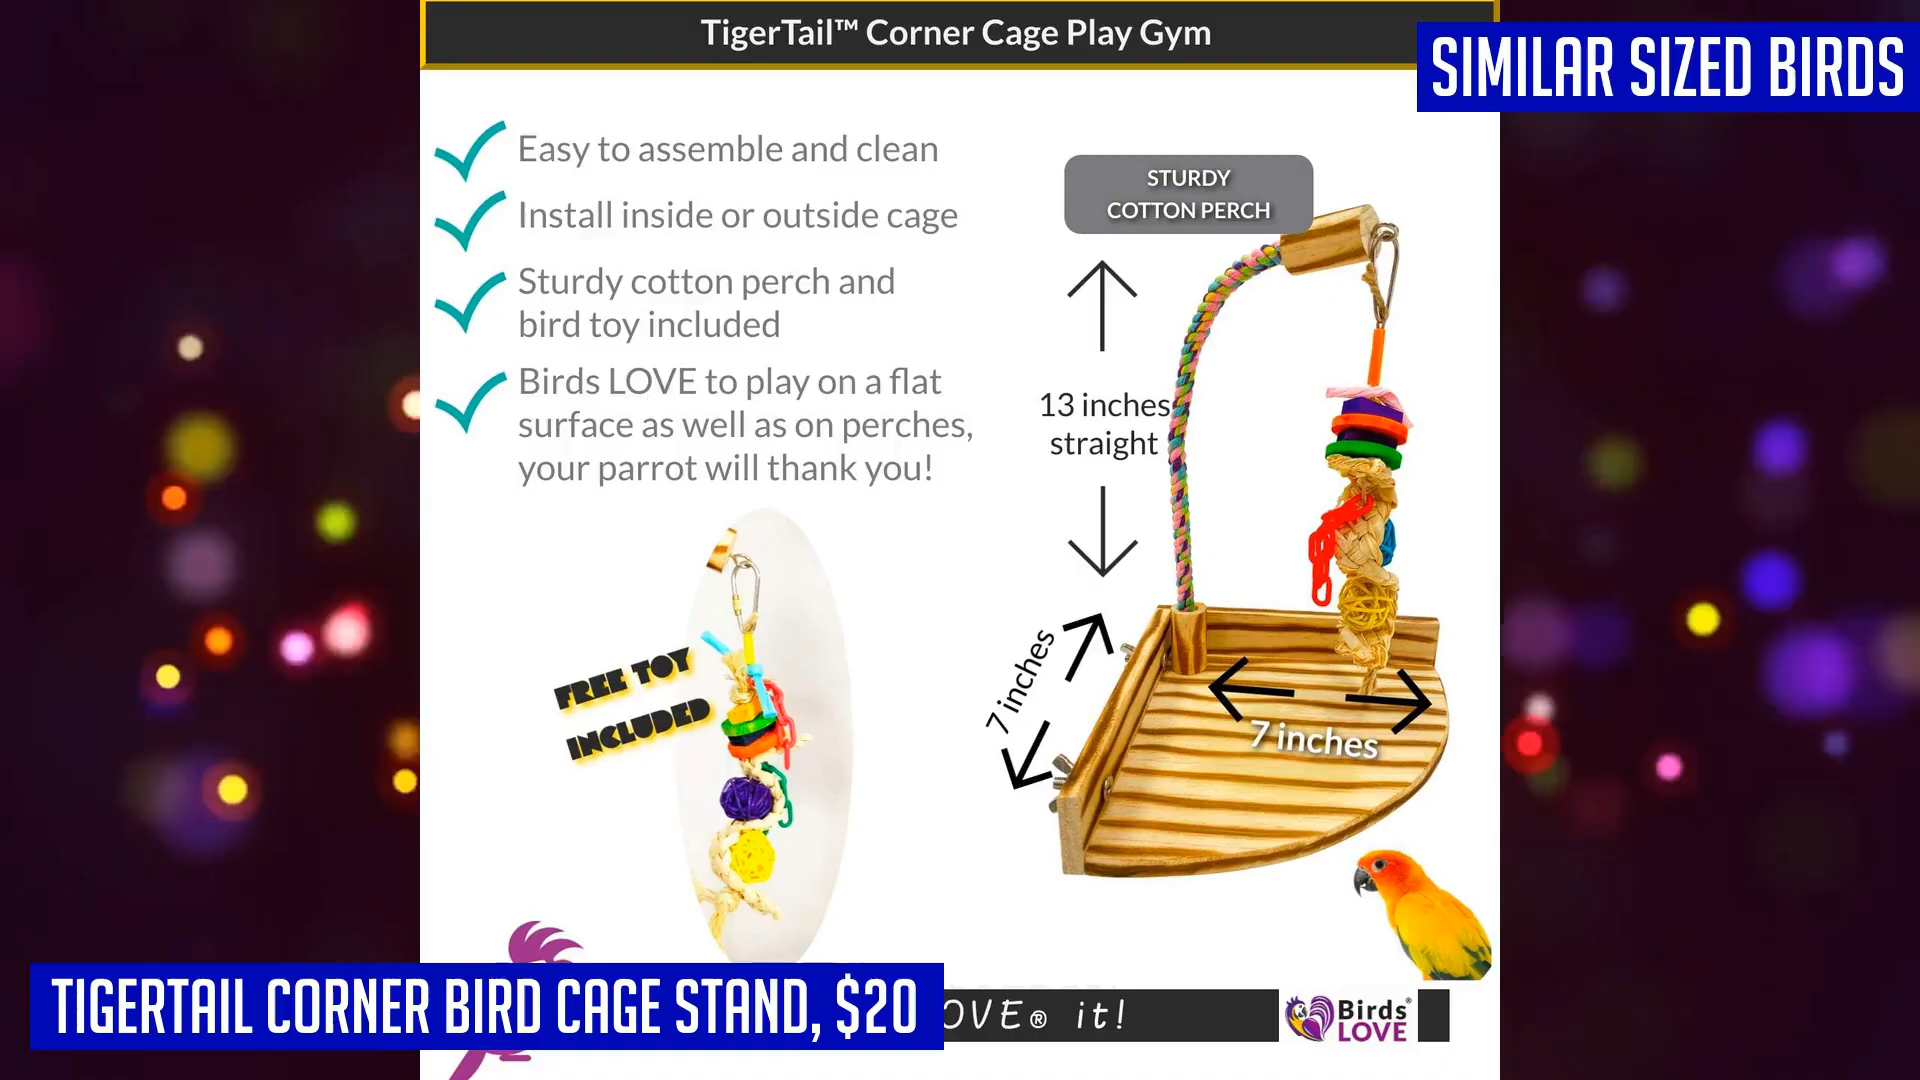 TigerTail™ Corner Cage Play Gym
SIMILAR SIZED BIRDS
Easy to assemble and clean
Install inside or outside cage
Sturdy cotton perch and
bird toy included
Birds LOVE to play on a flat
surface as well as on perches,
your parrot will thank you!
STURDY
COTTON PERCH
13 inches
straight
7 inches
7 inches
FREE TOY
INCLUDED
TIGERTAIL CORNER BIRD CAGE STAND, $20
OVE® it!
Birds®
LOVE